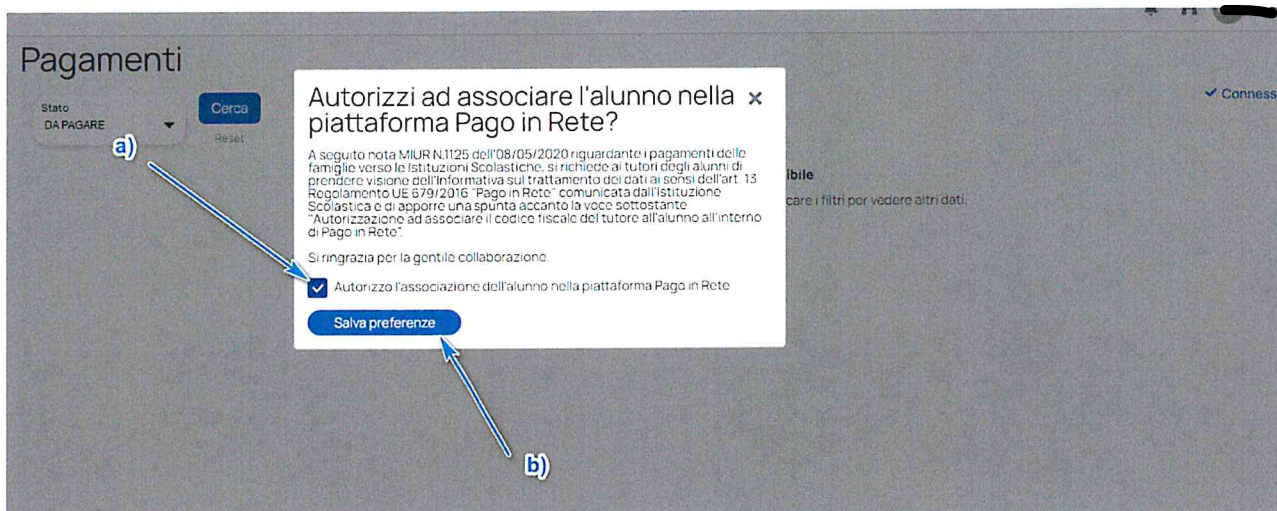 Pagamenti
Stato
DA PAGARE
Cerca
Reset
a)
Autorizzi ad associare l'alunno nella
piattaforma Pago in Rete?
A seguito nota MIUR N.1125 dell'08/05/2020 riguardante i pagamenti delle
famiglie verso le Istituzioni Scolastiche, si richiede ai tutori degli alunni di
prendere visione dell'Informativa sul trattamento dei dati ai sensi dell'art. 13
Regolamento UE 679/2016 "Pago in Rete" comunicata dall'Istituzione
Scolastica e di apporre una spunta accanto la voce sottostante
"Autorizzazione ad associare il codice fiscale del tutore all'alunno all'interno
di Pago in Rete".
Si ringrazia per la gentile collaborazione.
Autorizzo l'associazione dell'alunno nella piattaforma Pago in Rete
Salva preferenze
b)
Conness
ibile
care i filtri per vedere altri dati.